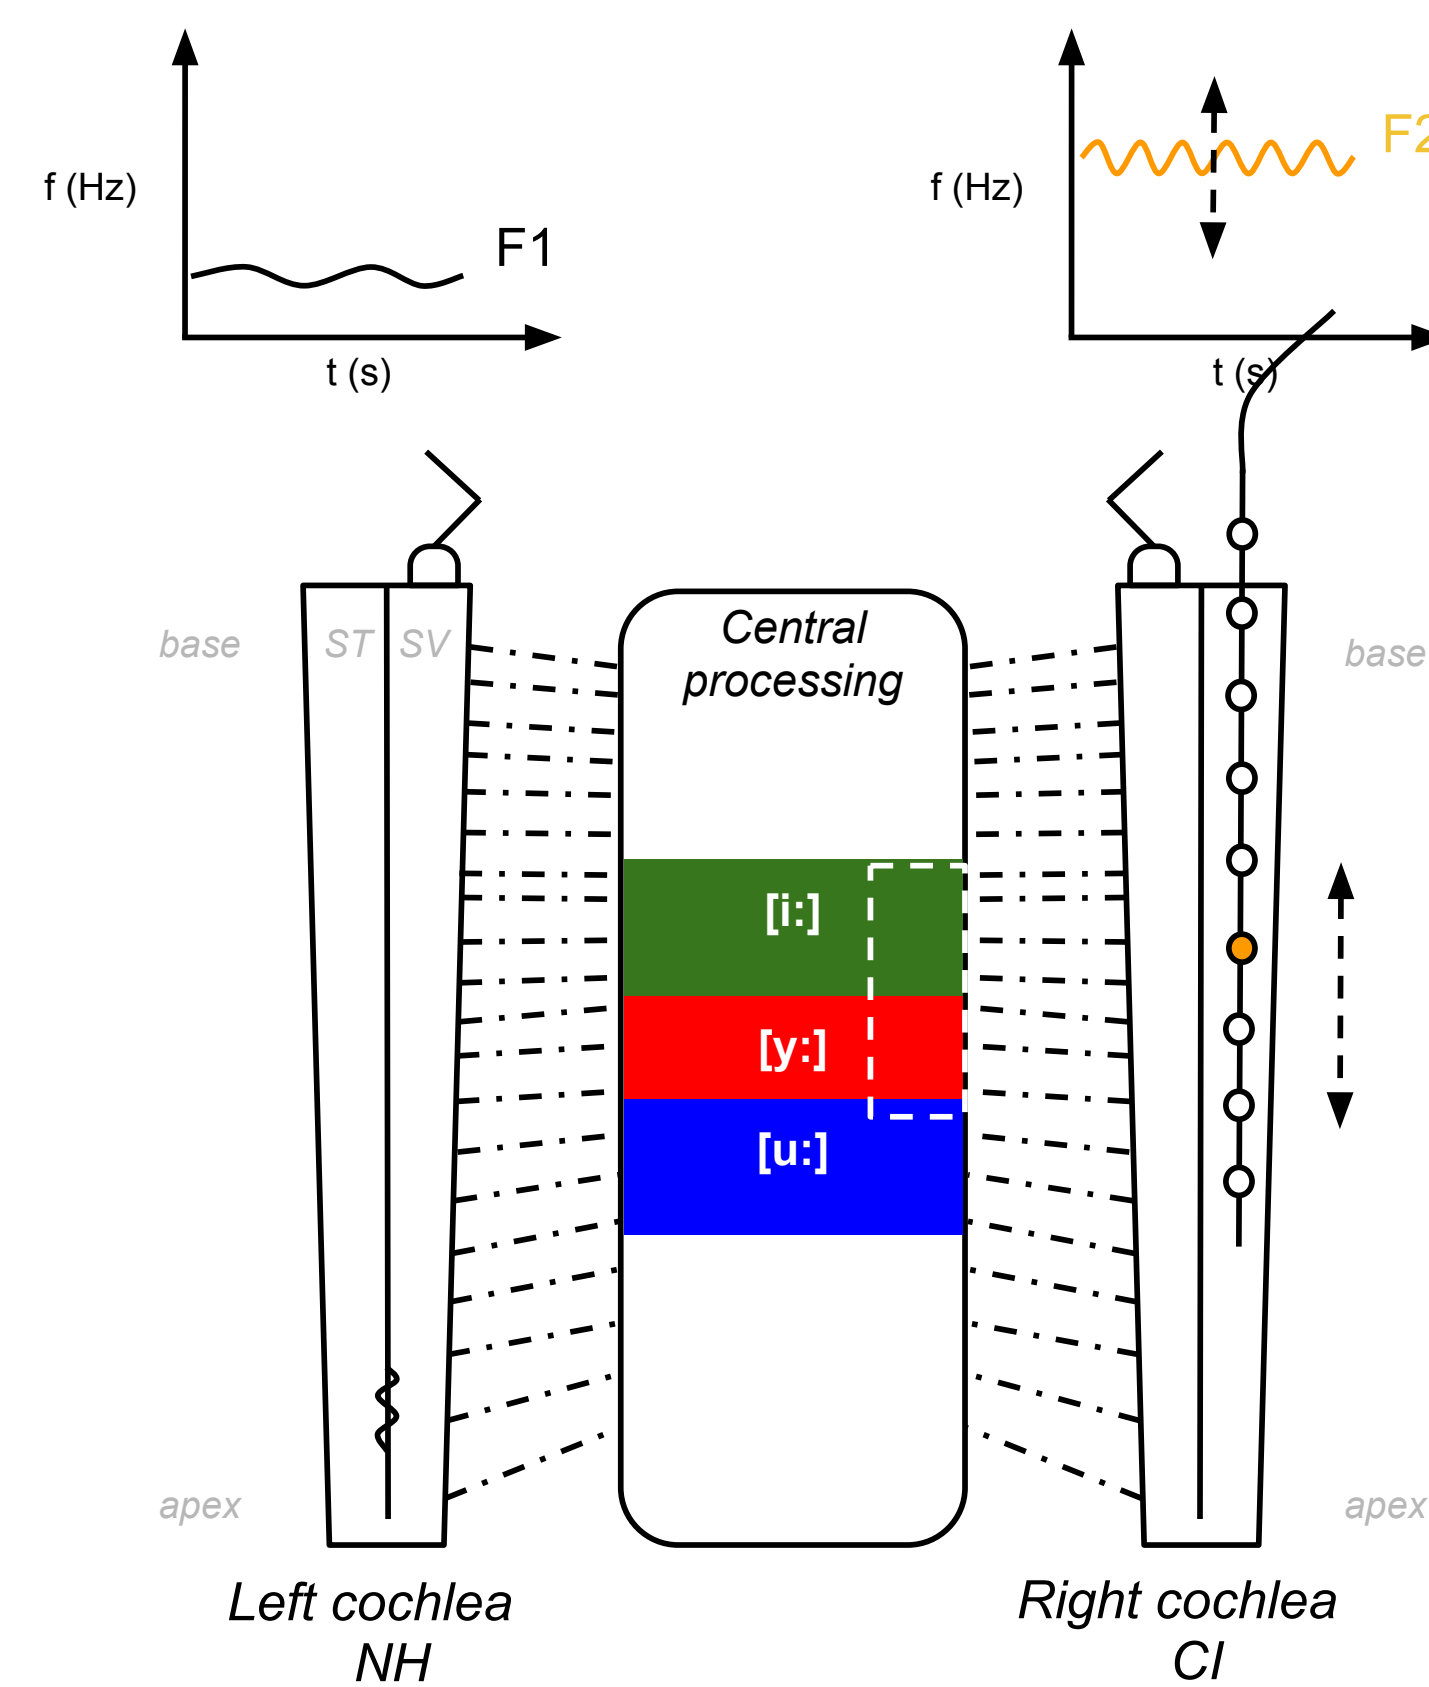 f (Hz)
F1
t (s)
f (Hz)
F2
t (s)
base
ST
SV
Central
processing
base
[i:]
[y:]
[u:]
apex
apex
Left cochlea
NH
Right cochlea
CI